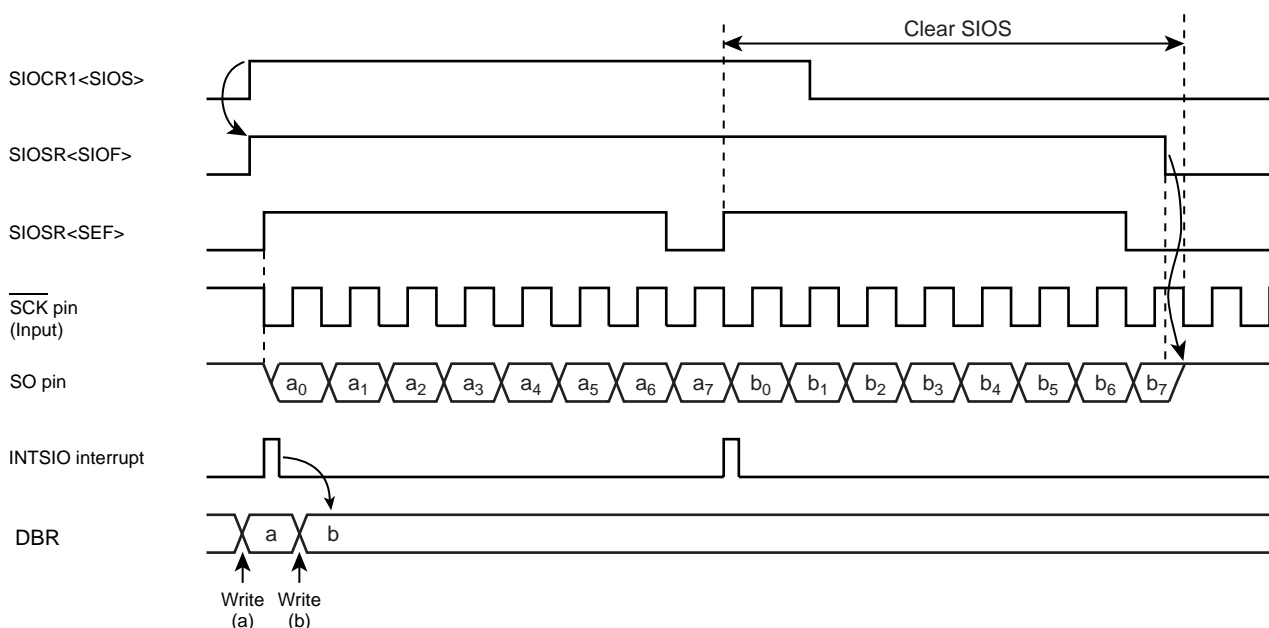 Clear SIOS
SIOCR1<SIOS>
SIOSR<SIOF>
SIOSR<SEF>
SCK pin
(Input)
SO pin
a0 a1 a2 a3 a4 a5 a6 a7 b0 b1 b2 b3 b4 b5 b6 b7
INTSIO interrupt
DBR
a b
Write Write
(a) (b)